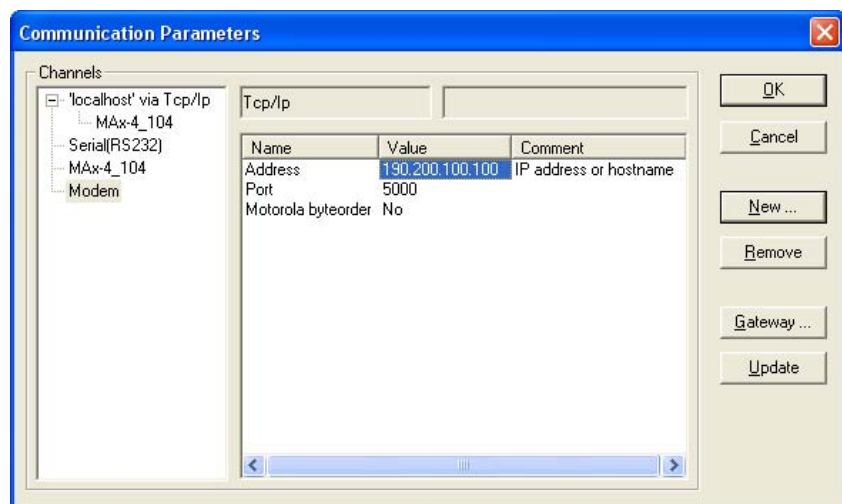 Communication Parameters
Channels
'localhost' via Tcp/Ip
MAx-4_104
Serial(RS232)
MAx-4_104
Modem
Tcp/Ip
Name Value Comment
Address 190.200.100.100 IP address or hostname
Port 5000
Motorola byteorder No
OK
Cancel
New ...
Remove
Gateway ...
Update